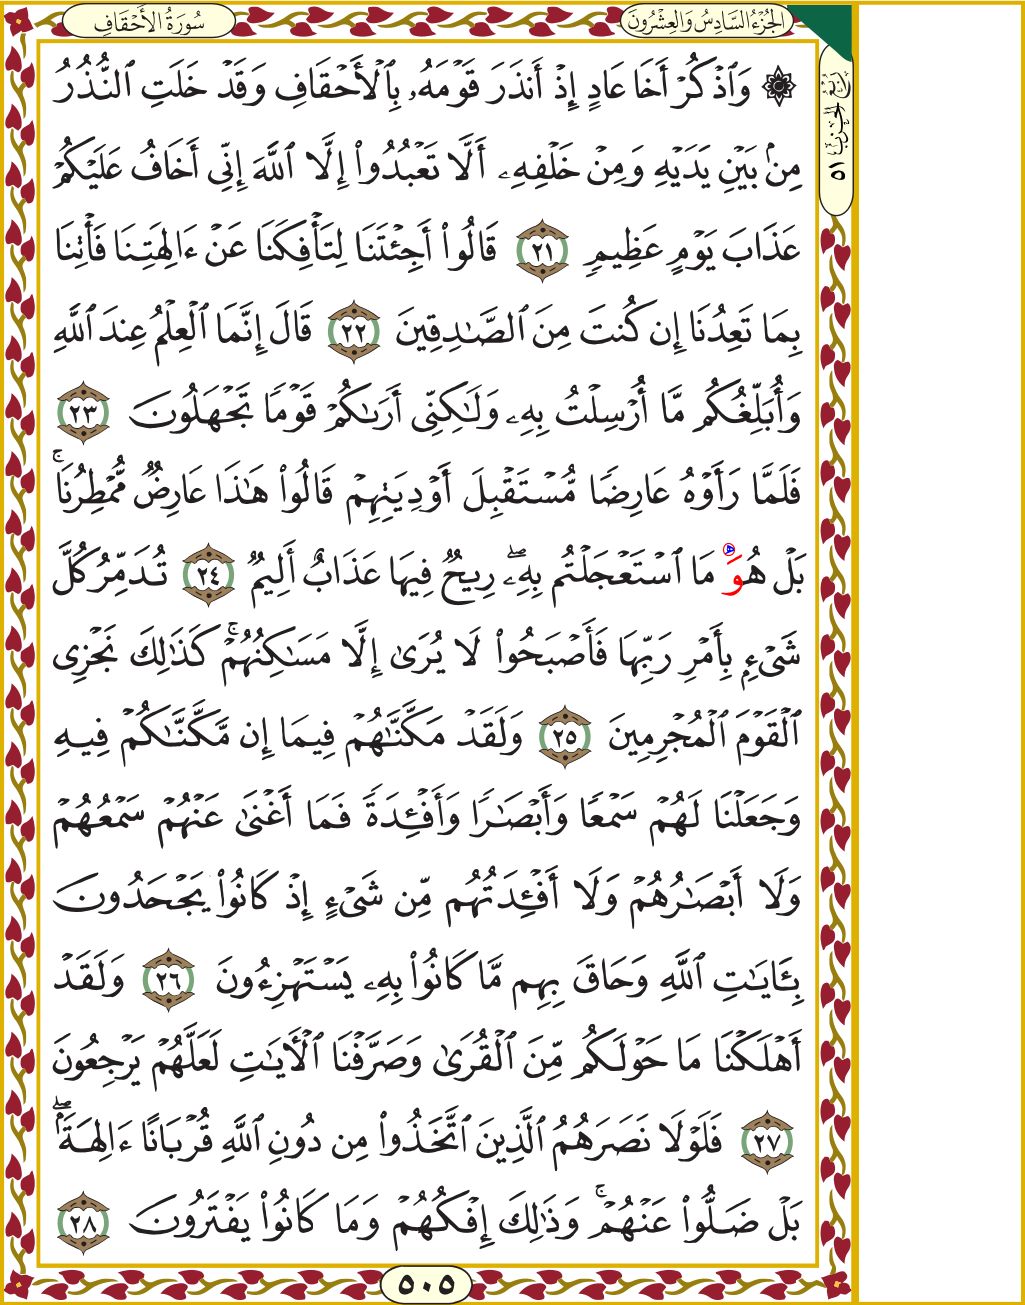 الجُزْءُ السَّادِسُ وَالعِشْرُونَ
سُورَةُ الأَحْقَافِ
۞ وَٱذْكُرْ أَخَا عَادٍ إِذْ أَنذَرَ قَوْمَهُۥ بِٱلْأَحْقَافِ وَقَدْ خَلَتِ ٱلنُّذُرُ
مِنۢ بَيْنِ يَدَيْهِ وَمِنْ خَلْفِهِۦٓ أَلَّا تَعْبُدُوٓا۟ إِلَّا ٱللَّهَ إِنِّىٓ أَخَافُ عَلَيْكُمْ
عَذَابَ يَوْمٍ عَظِيمٍ ٢١ قَالُوٓا۟ أَجِئْتَنَا لِتَأْفِكَنَا عَنْ ءَالِهَتِنَا فَأْتِنَا
بِمَا تَعِدُنَآ إِن كُنتَ مِنَ ٱلصَّـٰدِقِينَ ٢٢ قَالَ إِنَّمَا ٱلْعِلْمُ عِندَ ٱللَّهِ
وَأُبَلِّغُكُم مَّآ أُرْسِلْتُ بِهِۦ وَلَـٰكِنِّىٓ أَرَىٰكُمْ قَوْمًا تَجْهَلُونَ ٢٣
فَلَمَّا رَأَوْهُ عَارِضًا مُّسْتَقْبِلَ أَوْدِيَتِهِمْ قَالُوا۟ هَـٰذَا عَارِضٌ مُّمْطِرُنَا ۚ
بَلْ هُوَ مَا ٱسْتَعْجَلْتُم بِهِۦ ۖ رِيحٌ فِيهَا عَذَابٌ أَلِيمٌ ٢٤ تُدَمِّرُ كُلَّ
شَىْءٍۭ بِأَمْرِ رَبِّهَا فَأَصْبَحُوا۟ لَا يُرَىٰٓ إِلَّا مَسَـٰكِنُهُمْ ۚ كَذَٰلِكَ نَجْزِى
ٱلْقَوْمَ ٱلْمُجْرِمِينَ ٢٥ وَلَقَدْ مَكَّنَّـٰهُمْ فِيمَآ إِن مَّكَّنَّـٰكُمْ فِيهِ
وَجَعَلْنَا لَهُمْ سَمْعًا وَأَبْصَـٰرًا وَأَفْـِٔدَةً فَمَآ أَغْنَىٰ عَنْهُمْ سَمْعُهُمْ
وَلَآ أَبْصَـٰرُهُمْ وَلَآ أَفْـِٔدَتُهُم مِّن شَىْءٍ إِذْ كَانُوا۟ يَجْحَدُونَ
بِـَٔايَـٰتِ ٱللَّهِ وَحَاقَ بِهِم مَّا كَانُوا۟ بِهِۦ يَسْتَهْزِءُونَ ٢٦ وَلَقَدْ
أَهْلَكْنَا مَا حَوْلَكُم مِّنَ ٱلْقُرَىٰ وَصَرَّفْنَا ٱلْـَٔايَـٰتِ لَعَلَّهُمْ يَرْجِعُونَ
٢٧ فَلَوْلَا نَصَرَهُمُ ٱلَّذِينَ ٱتَّخَذُوا۟ مِن دُونِ ٱللَّهِ قُرْبَانًا ءَالِهَةًۢ ۖ
بَلْ ضَلُّوا۟ عَنْهُمْ ۚ وَذَٰلِكَ إِفْكُهُمْ وَمَا كَانُوا۟ يَفْتَرُونَ ٢٨
٥٠٥